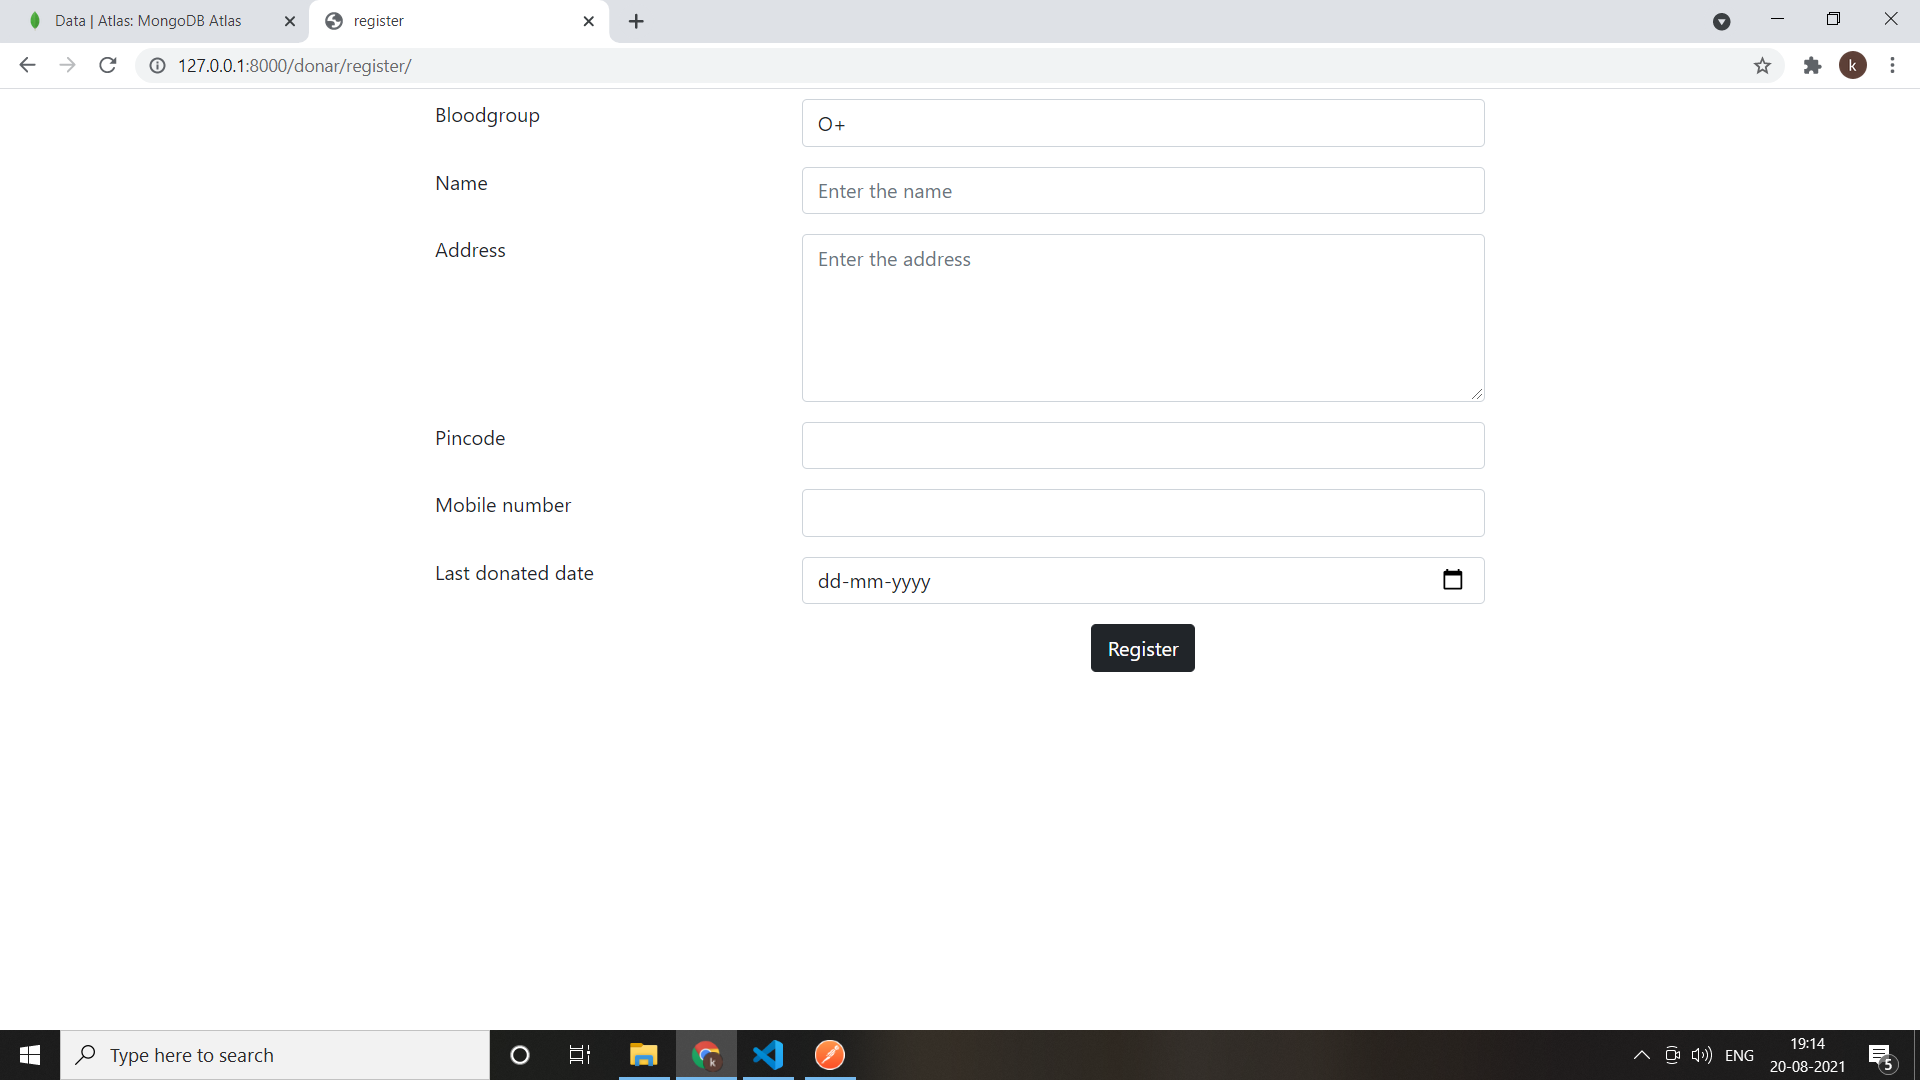 Data | Atlas: MongoDB Atlas
register
127.0.0.1:8000/donar/register/
k
Bloodgroup
O+
Name
Enter the name
Address
Enter the address
Pincode
Mobile number
Last donated date
dd-mm-yyyy
Register
Type here to search
k
ENG
19:14
20-08-2021
5